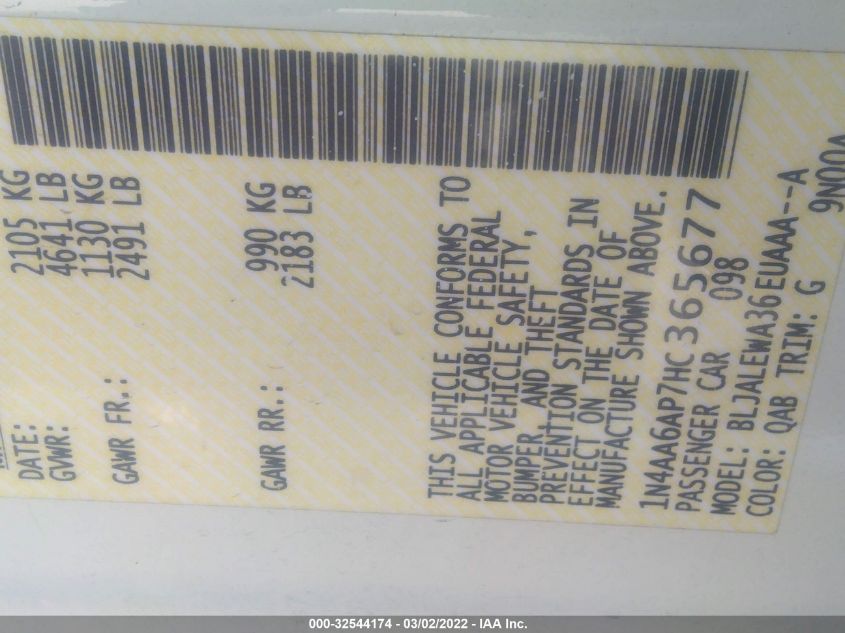 DATE:
GVWR: 2105 KG
4641 LB
GAWR FR.: 1130 KG
2491 LB
GAWR RR.: 990 KG
2183 LB
THIS VEHICLE CONFORMS TO
ALL APPLICABLE FEDERAL
MOTOR VEHICLE SAFETY,
BUMPER, AND THEFT
PREVENTION STANDARDS IN
EFFECT ON THE DATE OF
MANUFACTURE SHOWN ABOVE.
1N4AA6AP7HC365677
PASSENGER CAR 098
MODEL: BLJALEWA36EUAAA--A
COLOR: QAB TRIM: G 9N00A
000-32544174 - 03/02/2022 - IAA Inc.